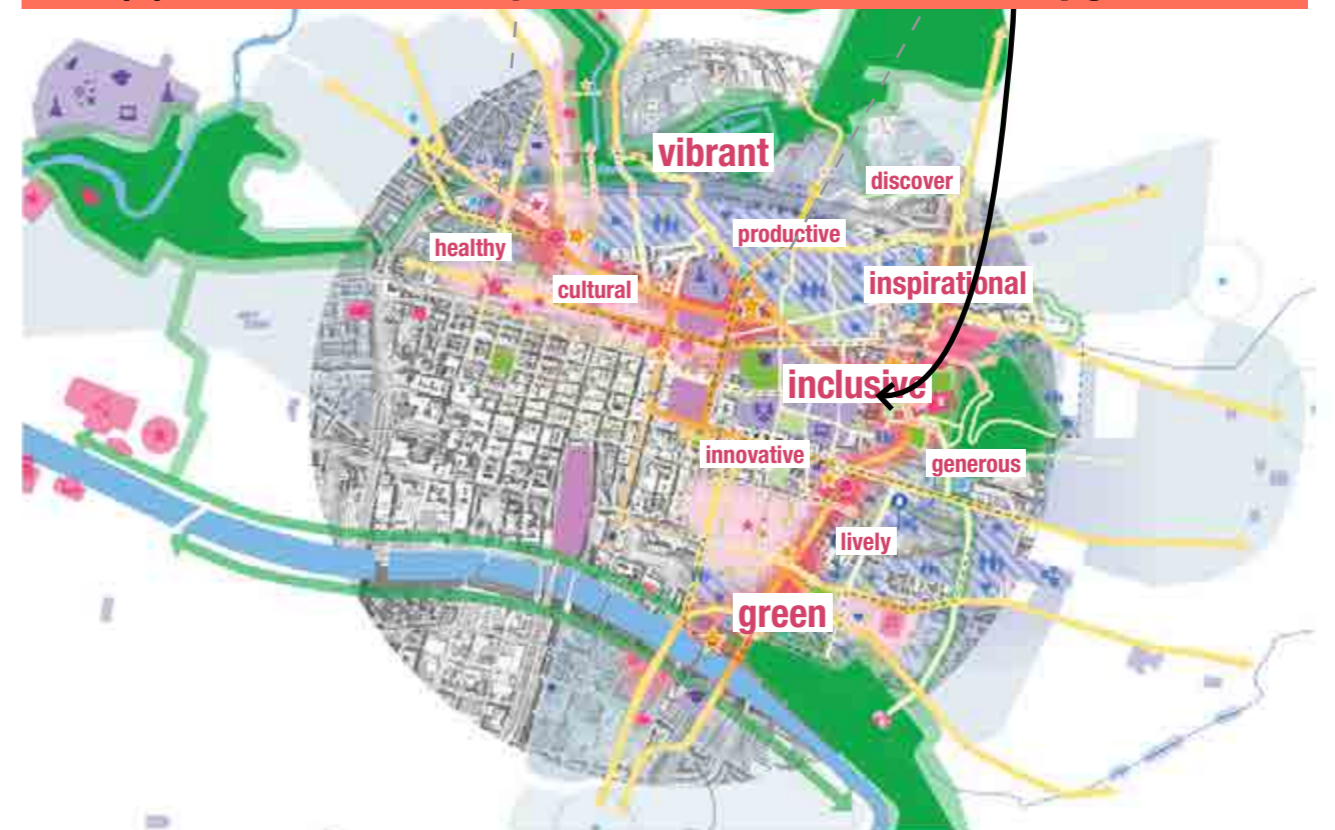 vibrant
discover
productive
healthy
inspirational
cultural
inclusive
innovative
generous
lively
green